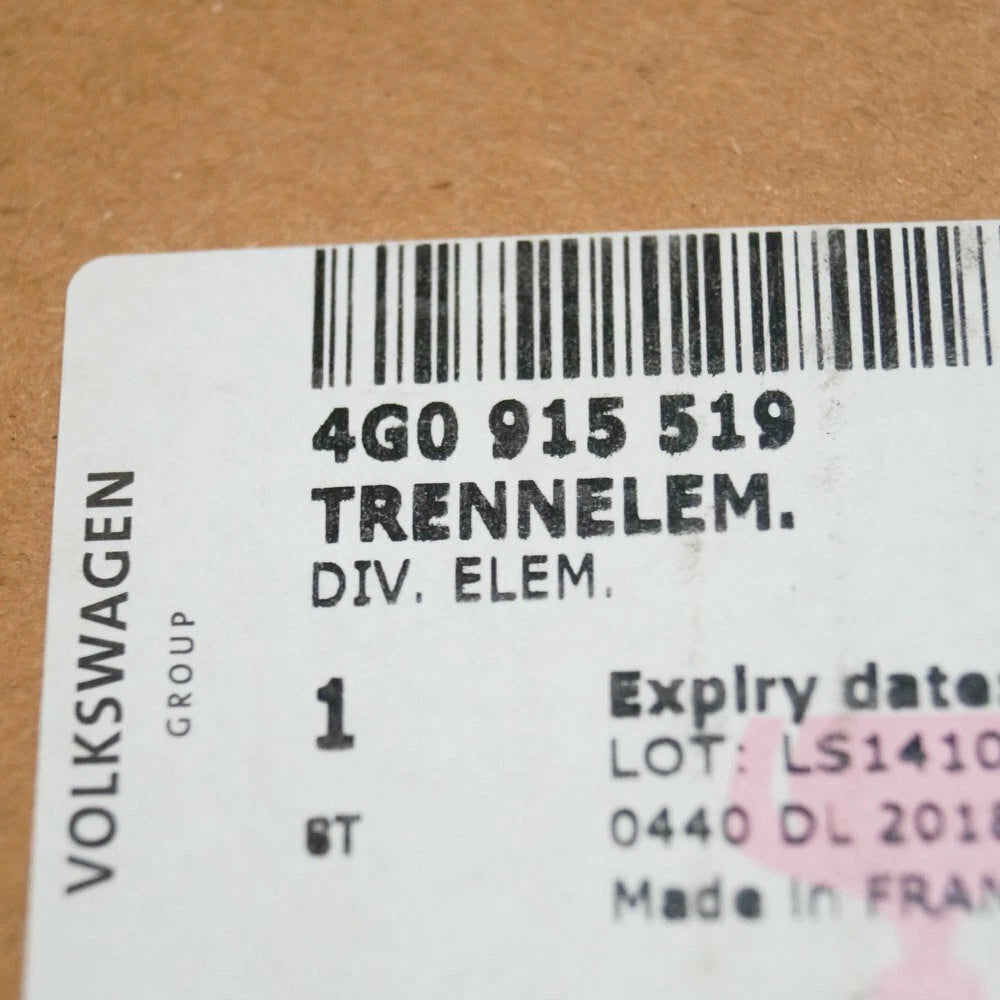 4G0 915 519
TRENNELEM.
DIV. ELEM.
1
ST
Expiry date:
LOT: LS1410
0440 DL 2018
Made in FRAN
VOLKSWAGEN
GROUP